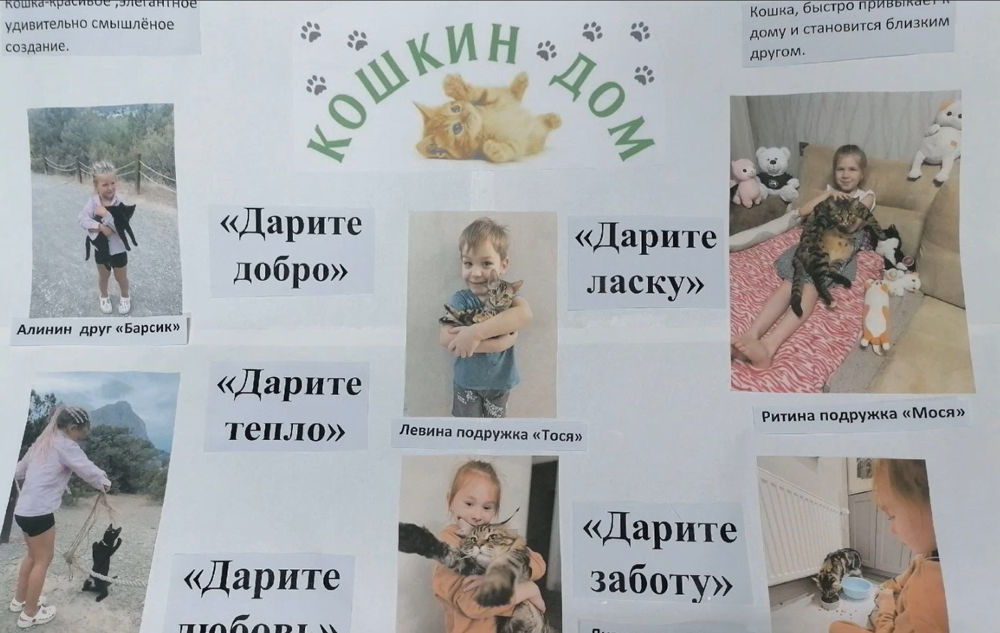 Кошка-красивое ,элегантное
удивительно смышлёное
создание.
КОШКИН ДОМ
Кошка, быстро привыкает к
дому и становится близким
другом.
«Дарите
добро»
«Дарите
ласку»
Алинин друг «Барсик»
«Дарите
тепло»
Левина подружка «Тося»
Ритина подружка «Мося»
«Дарите
заботу»
«Дарите
любовь»